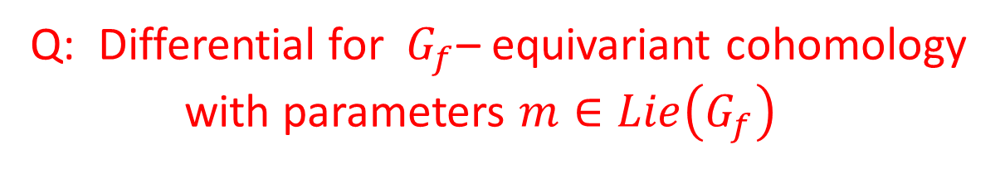 Q: Differential for G_f – equivariant cohomology
with parameters m ∈ Lie(G_f)